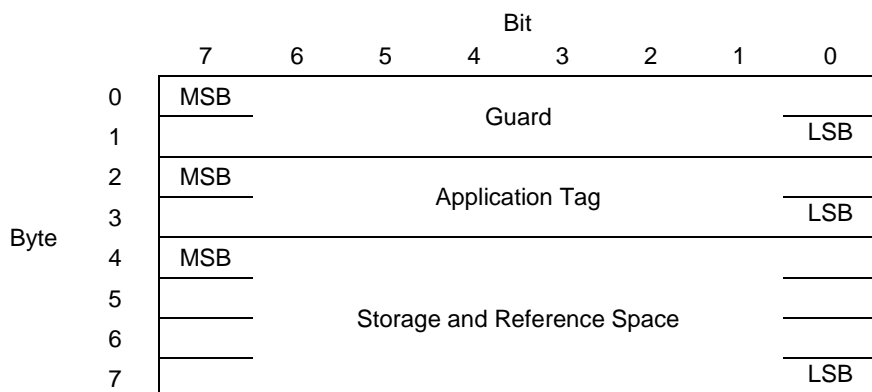 Bit
7 6 5 4 3 2 1 0
0 MSB
Guard
1 LSB
2 MSB
Application Tag
3 LSB
Byte
4 MSB
5
Storage and Reference Space
6
7 LSB